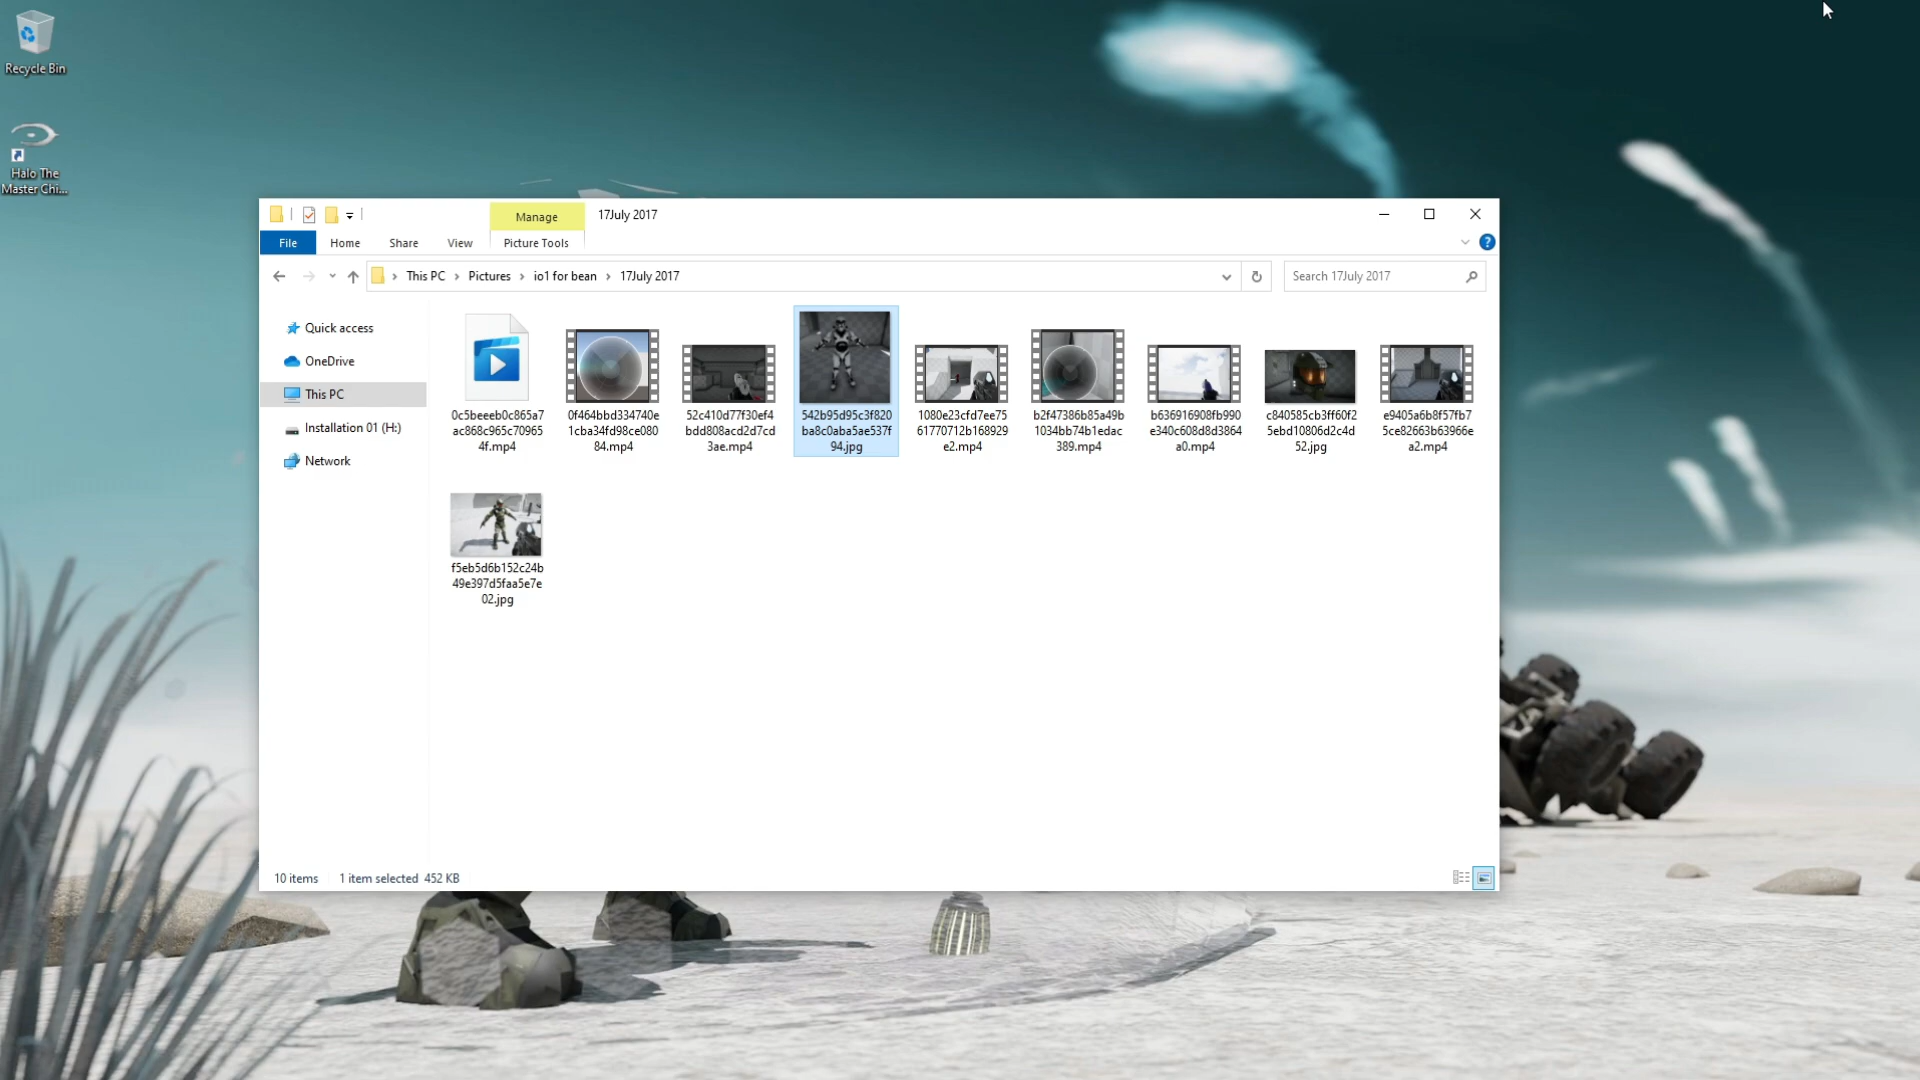 Recycle Bin
Halo The
Master Chi...
Manage
17July 2017
File
Home
Share
View
Picture Tools
This PC
Pictures
io1 for bean
17July 2017
Search 17July 2017
Quick access
OneDrive
This PC
Installation 01 (H:)
Network
0c5beeeb0c865a7
ac868c965c70965
4f.mp4
0f464bbd334740e
1cba34fd98ce080
84.mp4
52c410d77f30ef4
bdd808acd2d7cd
3ae.mp4
542b95d95c3f820
ba8c0aba5ae537f
94.jpg
1080e23cfd7ee75
61770712b168929
e2.mp4
b2f47386b85a49b
1034bb74b1edac
389.mp4
b636916908fb990
e340c608d8d3864
a0.mp4
c840585cb3ff60f2
5ebd10806d2c4d
52.jpg
e9405a6b8f57fb7
5ce82663b63966e
a2.mp4
f5eb5d6b152c24b
49e397d5faa5e7e
02.jpg
10 items
1 item selected 452 KB